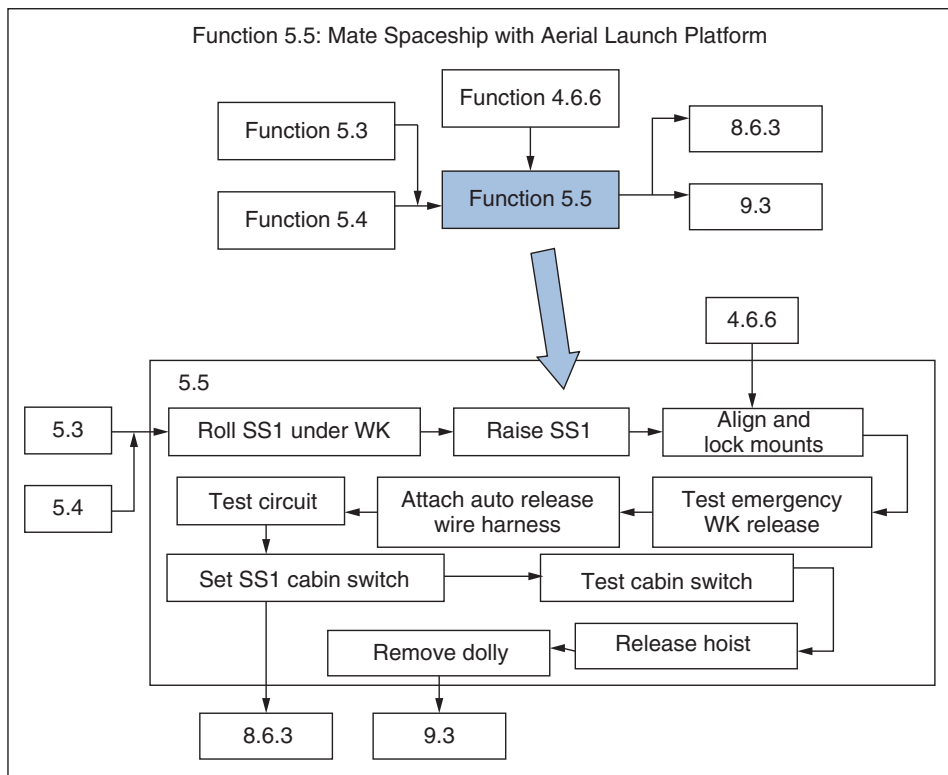 Function 5.5: Mate Spaceship with Aerial Launch Platform
Function 4.6.6
Function 5.3
8.6.3
Function 5.5
Function 5.4
9.3
4.6.6
5.5
5.3
Roll SS1 under WK
Raise SS1
Align and
lock mounts
5.4
Test circuit
Attach auto release
wire harness
Test emergency
WK release
Set SS1 cabin switch
Test cabin switch
Remove dolly
Release hoist
8.6.3
9.3